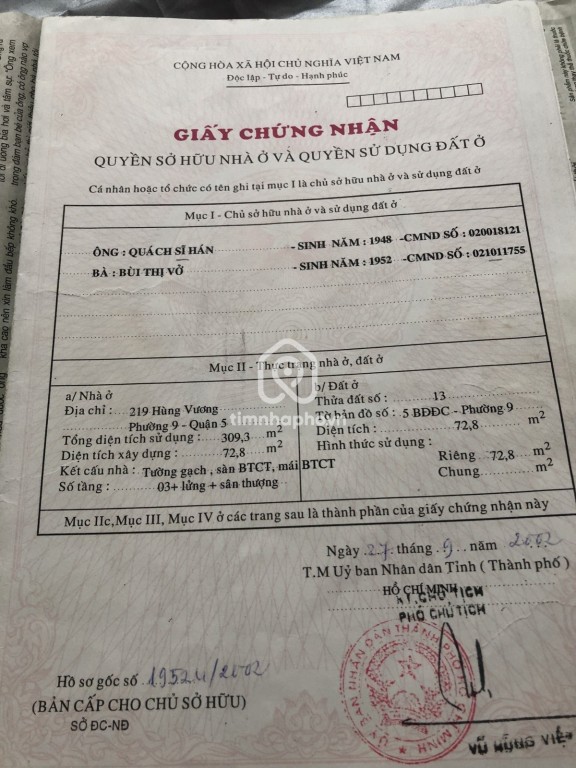 CỘNG HÒA XÃ HỘI CHỦ NGHĨA VIỆT NAM
Độc lập - Tự do - Hạnh phúc
GIẤY CHỨNG NHẬN
QUYỀN SỞ HỮU NHÀ Ở VÀ QUYỀN SỬ DỤNG ĐẤT Ở
Cá nhân hoặc tổ chức có tên ghi tại mục I là chủ sở hữu nhà ở và sử dụng đất ở
Mục I - Chủ sở hữu nhà ở và sử dụng đất ở
ÔNG : QUÁCH SĨ HÁN - SINH NĂM : 1948 -CMND SỐ : 020018121
BÀ : BÙI THỊ VỞ - SINH NĂM : 1952 -CMND SỐ : 021011755
Mục II - Thực trạng nhà ở, đất ở
a/ Nhà ở
Địa chỉ : 219 Hùng Vương
Phường 9 - Quận 5
Tổng diện tích sử dụng : 309,3 m2
Diện tích xây dựng : 72,8 m2
Kết cấu nhà : Tường gạch , sàn BTCT, mái BTCT
Số tầng : 03+ lửng + sân thượng
b/ Đất ở
Thửa đất số : 13
Tờ bản đồ số : 5 BĐĐC - Phường 9
Diện tích : 72,8 m2
Hình thức sử dụng :
Riêng : 72,8 m2
Chung : m2
timnhapho.vn
Mục IIc,Mục III, Mục IV ở các trang sau là thành phần của giấy chứng nhận này
Ngày 27 tháng 9 năm 2002
T.M Uỷ ban Nhân dân Tỉnh ( Thành phố )
HỒ CHÍ MINH
KT.CHỦ TỊCH
PHÓ CHỦ TỊCH
Hồ sơ gốc số
(BẢN CẤP CHO CHỦ SỞ HỮU)
SỞ ĐC-NĐ